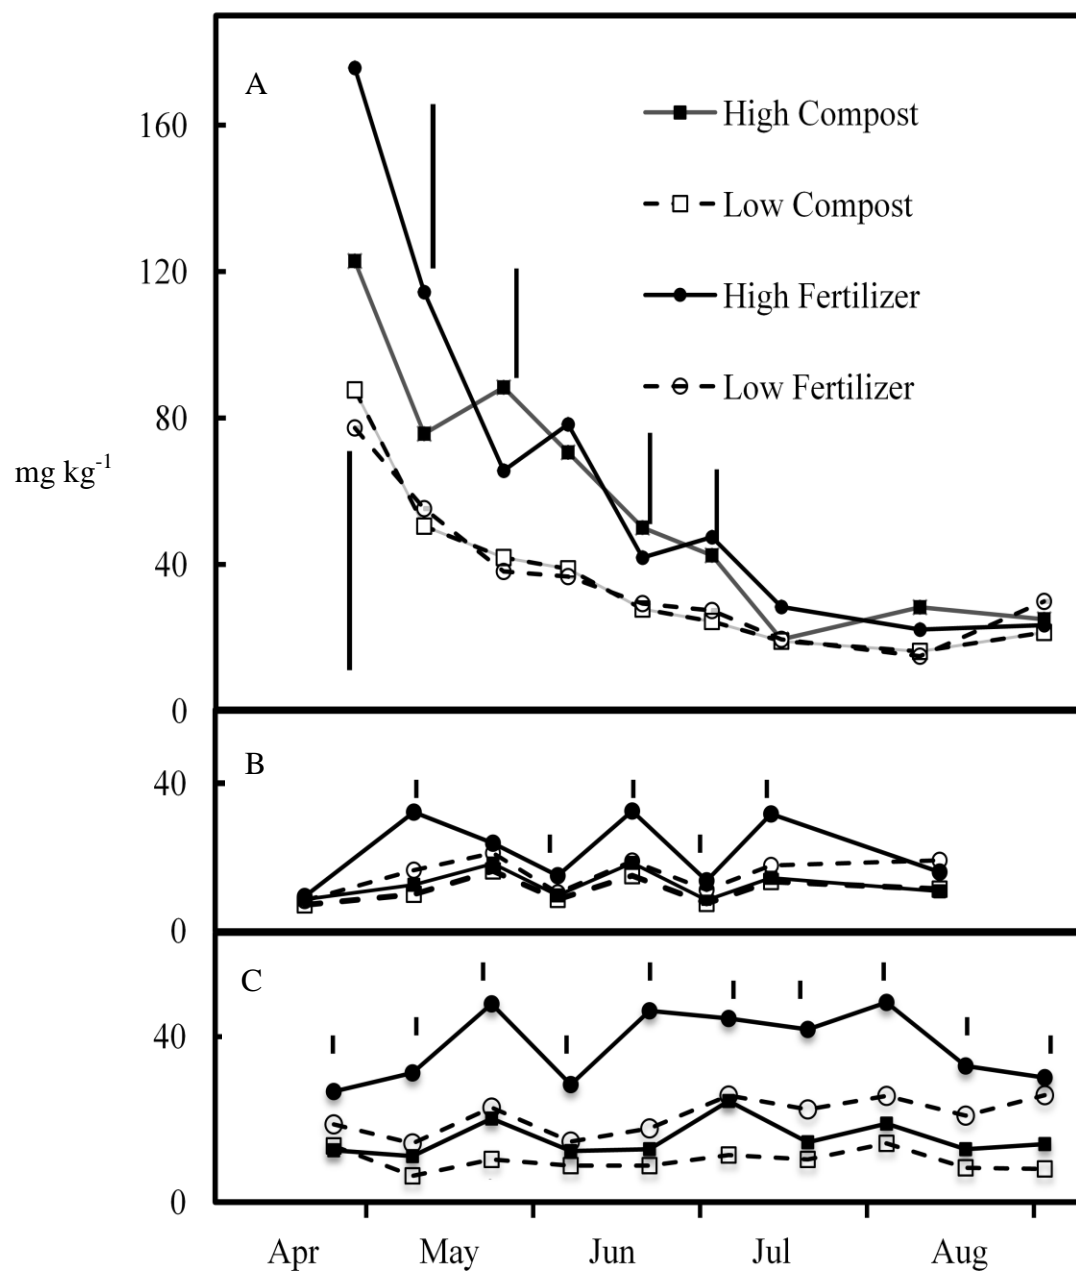 A
160
High Compost
Low Compost
120
High Fertilizer
Low Fertilizer
80
mg kg-1
40
0
B
40
0
C
40
0
Apr May Jun Jul Aug